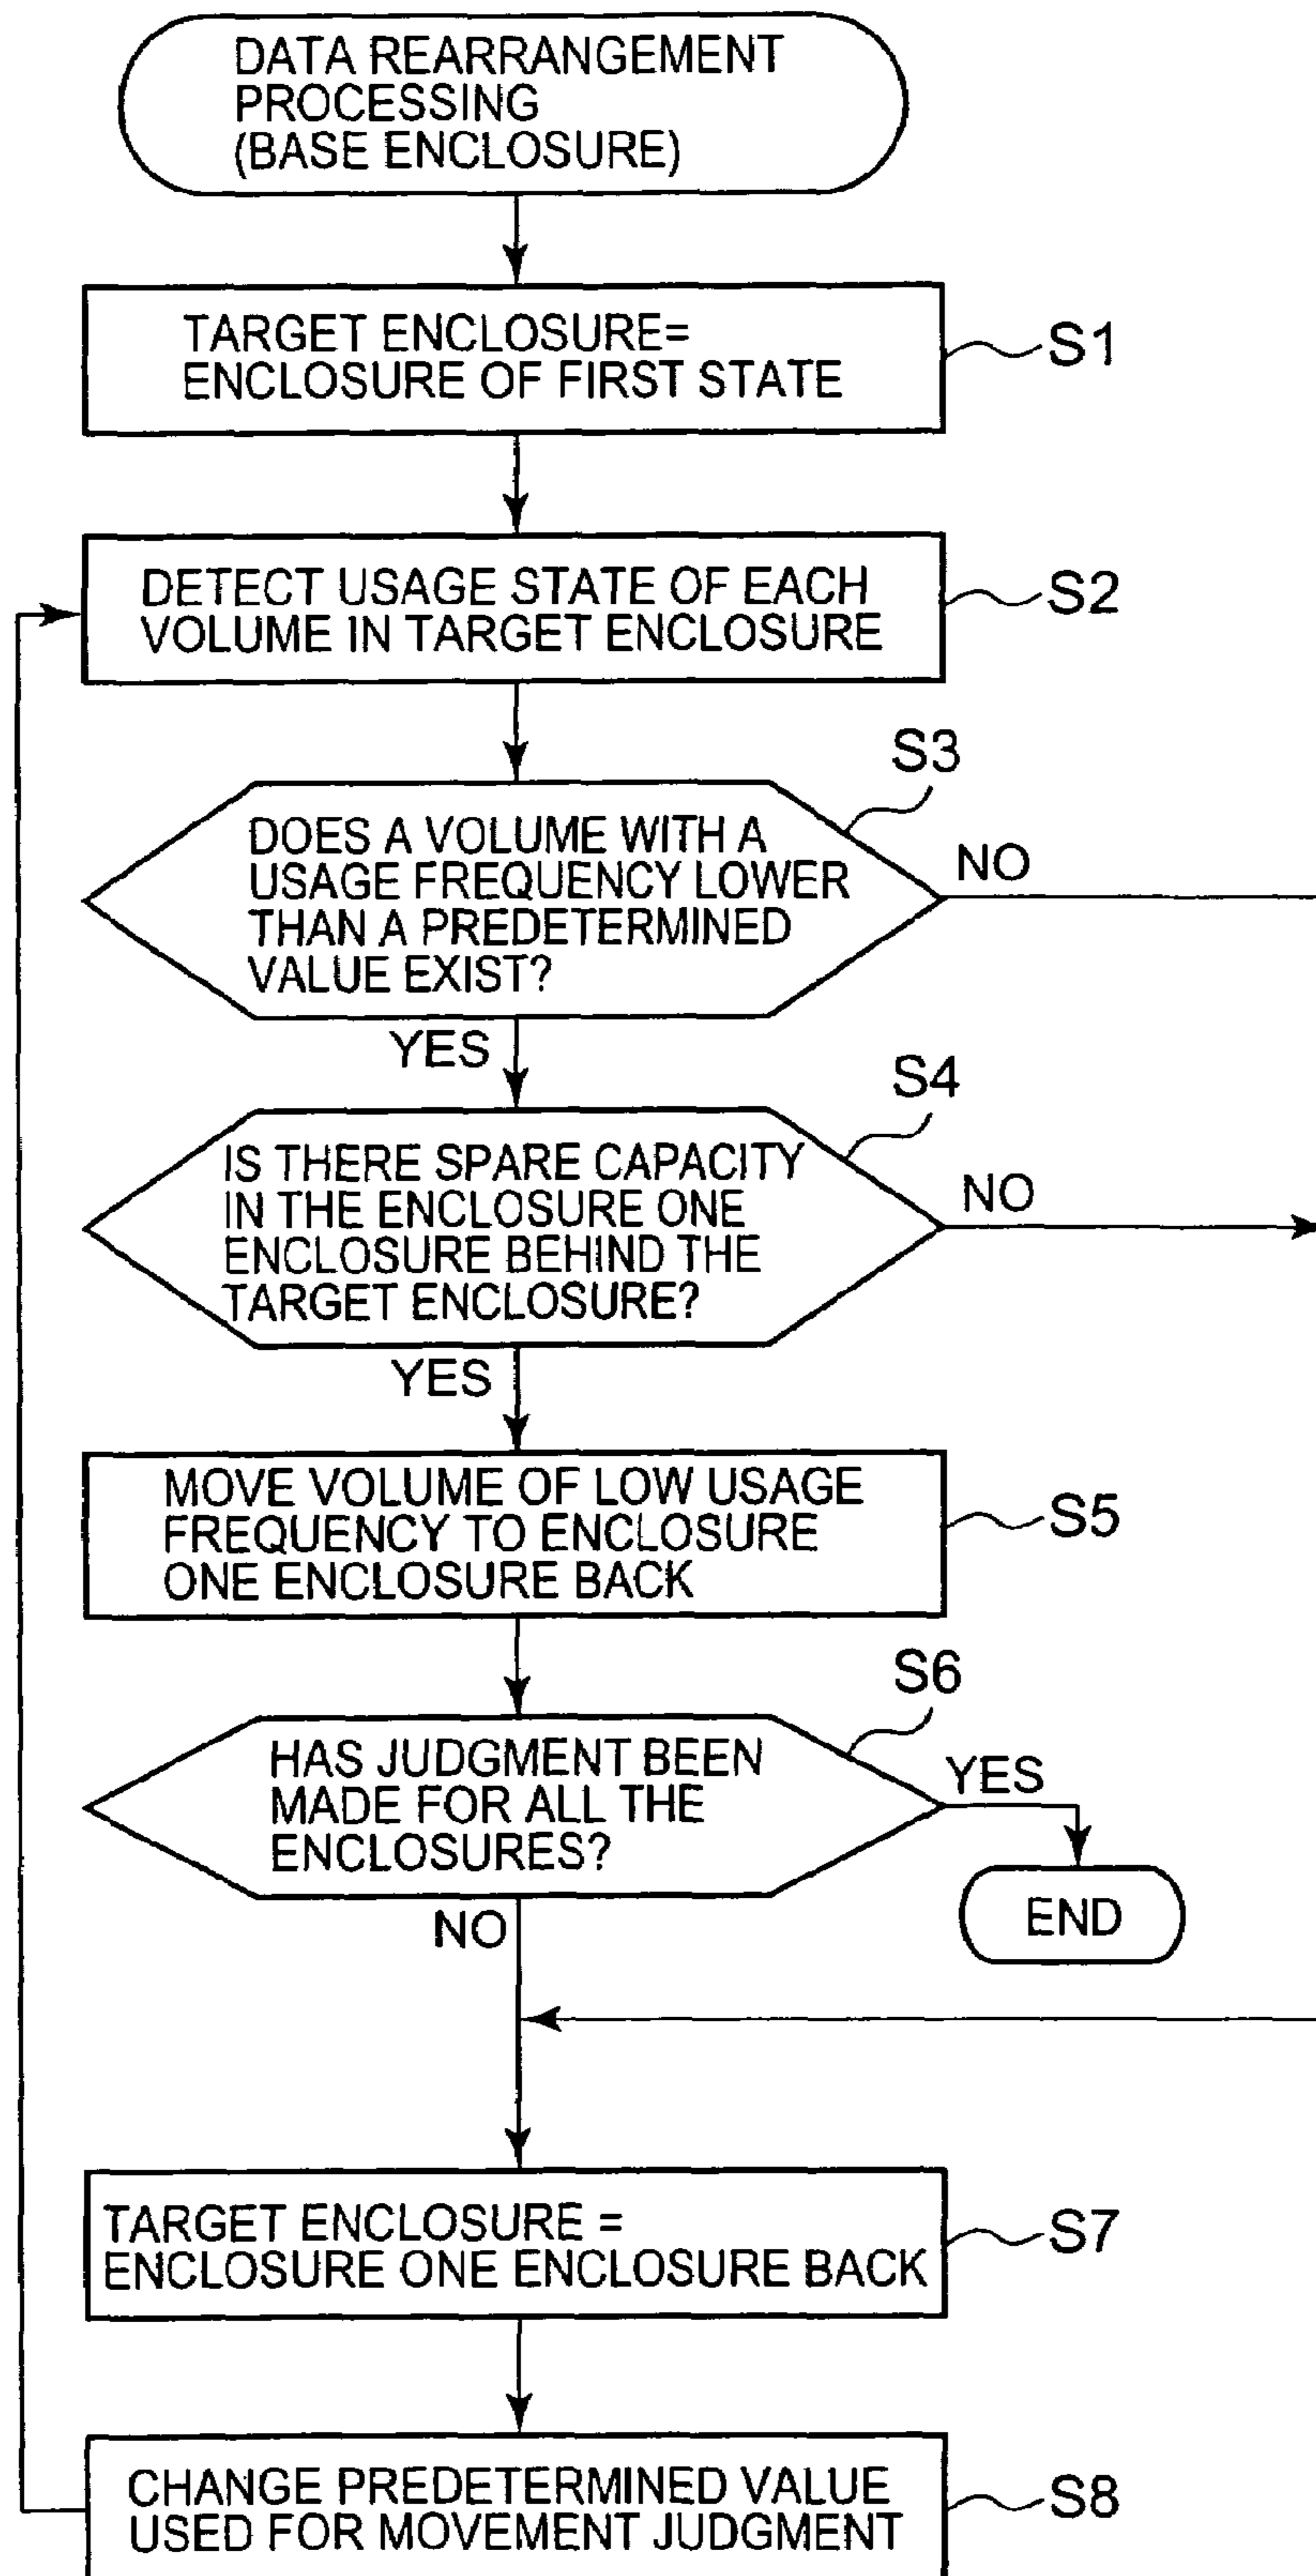 DATA REARRANGEMENT
PROCESSING
(BASE ENCLOSURE)
TARGET ENCLOSURE=
ENCLOSURE OF FIRST STATE
S1
DETECT USAGE STATE OF EACH
VOLUME IN TARGET ENCLOSURE
S2
S3
DOES A VOLUME WITH A
USAGE FREQUENCY LOWER
THAN A PREDETERMINED
VALUE EXIST?
NO
YES
S4
IS THERE SPARE CAPACITY
IN THE ENCLOSURE ONE
ENCLOSURE BEHIND THE
TARGET ENCLOSURE?
NO
YES
MOVE VOLUME OF LOW USAGE
FREQUENCY TO ENCLOSURE
ONE ENCLOSURE BACK
S5
S6
HAS JUDGMENT BEEN
MADE FOR ALL THE
ENCLOSURES?
YES
END
NO
TARGET ENCLOSURE =
ENCLOSURE ONE ENCLOSURE BACK
S7
CHANGE PREDETERMINED VALUE
USED FOR MOVEMENT JUDGMENT
S8